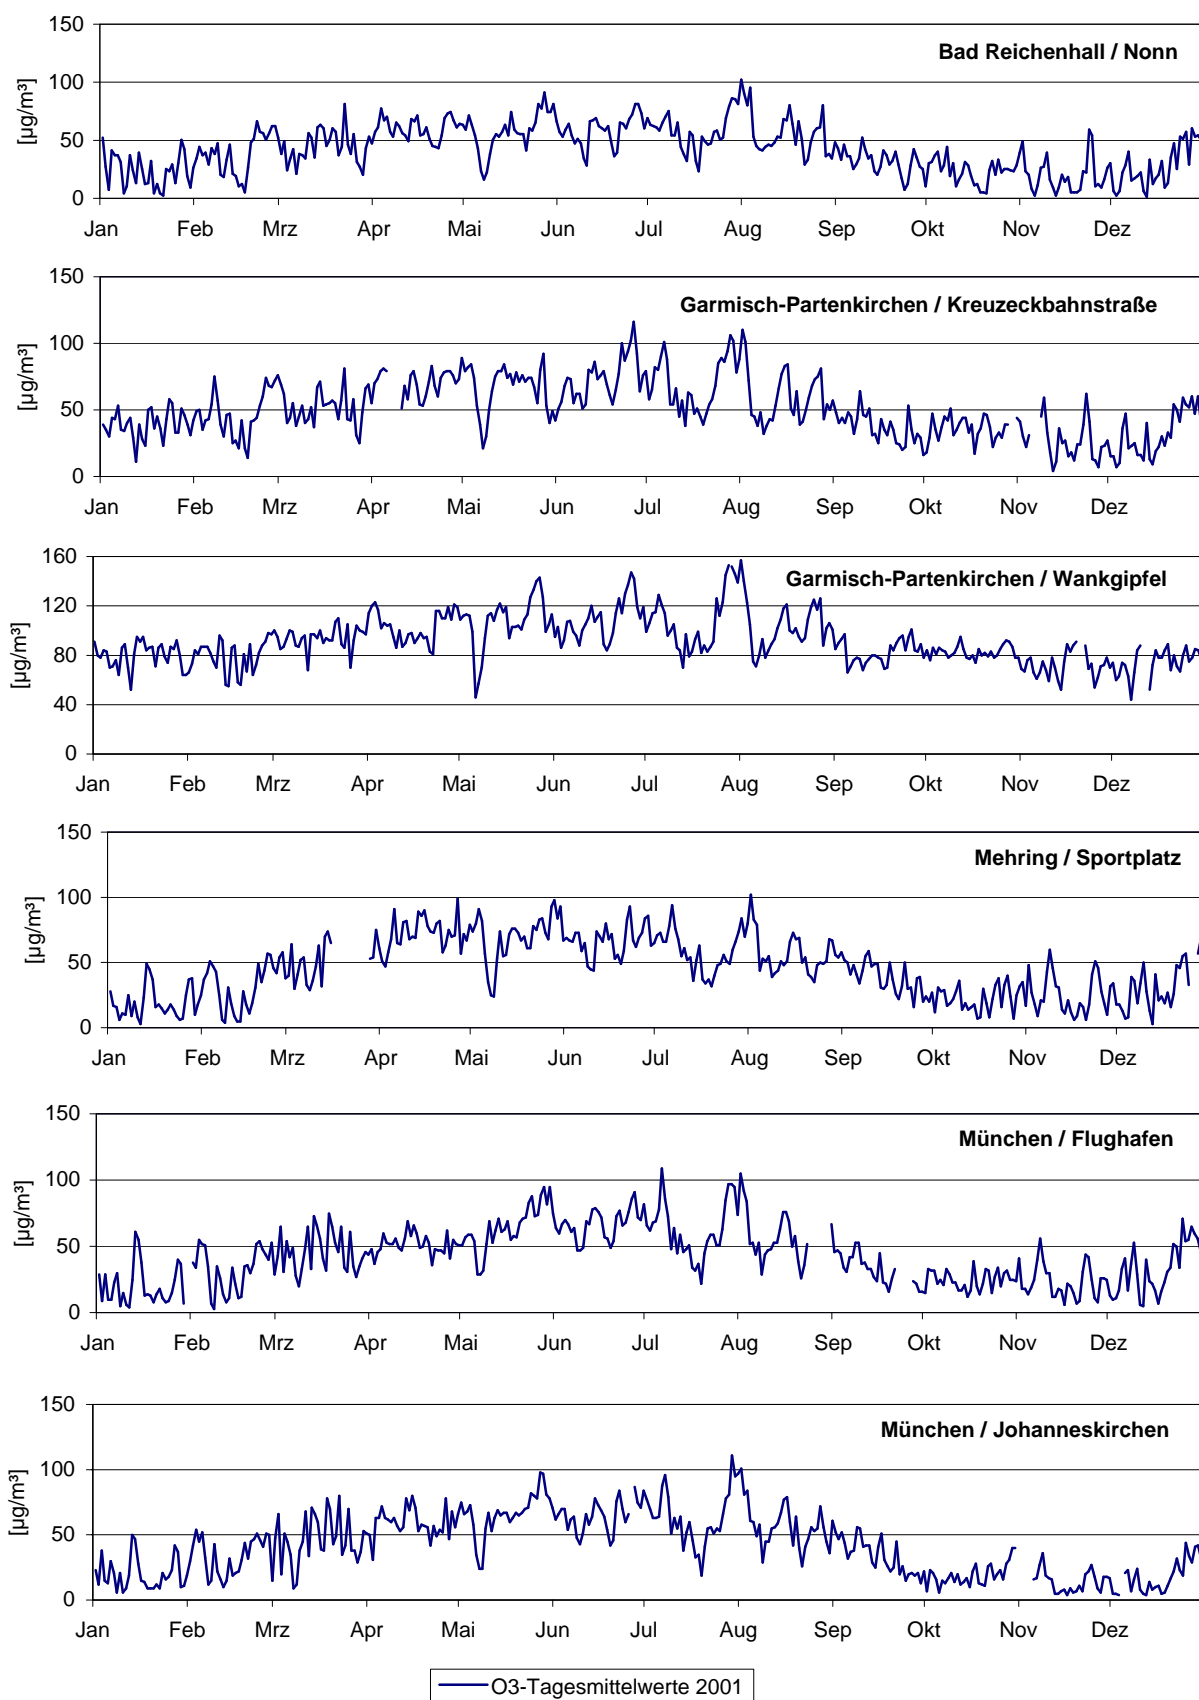 Bad Reichenhall / Nonn
[µg/m³]
150
100
50
0
Jan Feb Mrz Apr Mai Jun Jul Aug Sep Okt Nov Dez
Garmisch-Partenkirchen / Kreuzeckbahnstraße
[µg/m³]
150
100
50
0
Jan Feb Mrz Apr Mai Jun Jul Aug Sep Okt Nov Dez
Garmisch-Partenkirchen / Wankgipfel
[µg/m³]
160
120
80
40
0
Jan Feb Mrz Apr Mai Jun Jul Aug Sep Okt Nov Dez
Mehring / Sportplatz
[µg/m³]
150
100
50
0
Jan Feb Mrz Apr Mai Jun Jul Aug Sep Okt Nov Dez
München / Flughafen
[µg/m³]
150
100
50
0
Jan Feb Mrz Apr Mai Jun Jul Aug Sep Okt Nov Dez
München / Johanneskirchen
[µg/m³]
150
100
50
0
Jan Feb Mrz Apr Mai Jun Jul Aug Sep Okt Nov Dez
O3-Tagesmittelwerte 2001